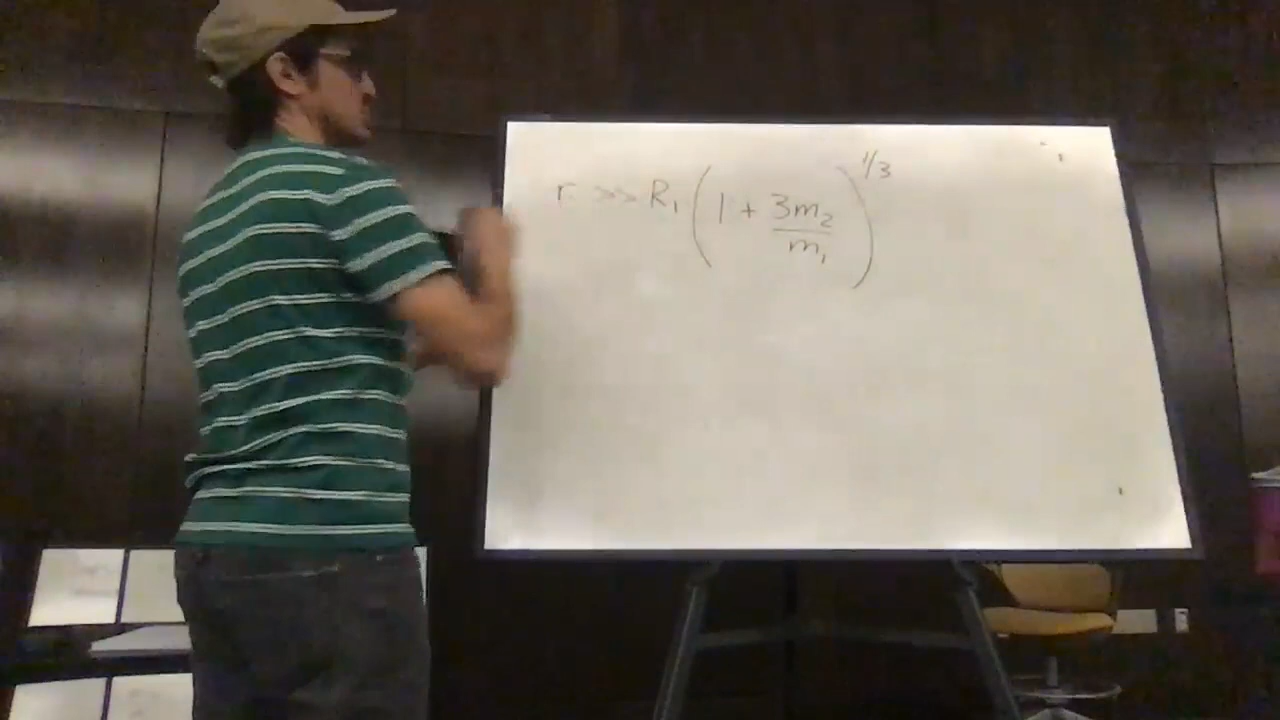 r >> R₁ (1 + 3m₂/m₁)^1/3